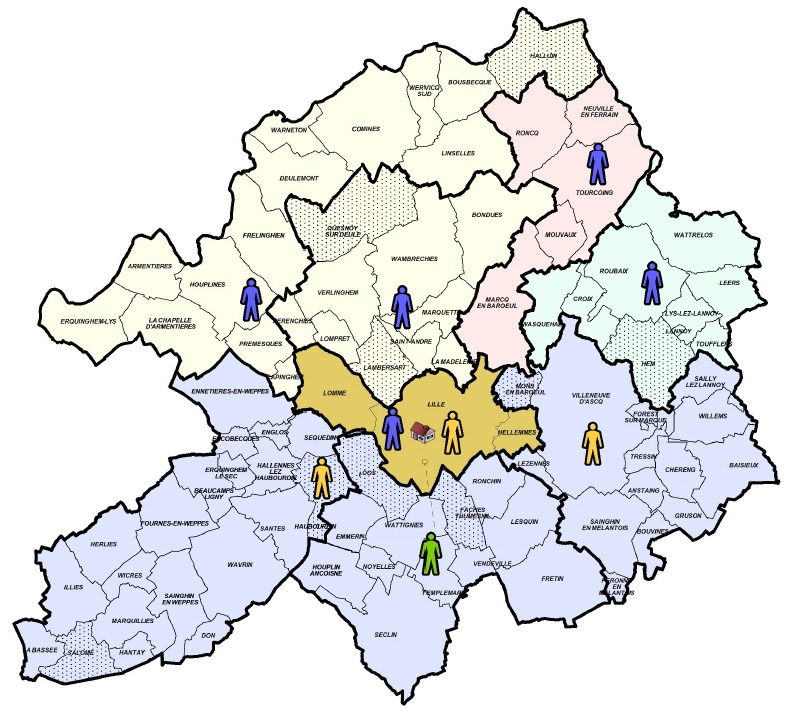 HALLUIN
BOUSBECQUE
WERVICQ
SUD
NEUVILLE
EN FERRAIN
WARNETON
COMINES
RONCQ
LINSELLES
DEULEMONT
TOURCOING
BONDUES
QUESNOY
SUR DEULE
FRELINGHIEN
MOUVAUX
WATTRELOS
ARMENTIERES
WAMBRECHIES
ROUBAIX
HOUPLINES
LEERS
VERLINGHEM
CROIX
MARCQ
EN BAROEUL
MARQUETTE
LYS-LEZ-LANNOY
ERQUINGHEM-LYS
LA CHAPELLE
D'ARMENTIERES
PERENCHIES
WASQUEHAL
LANNOY
LOMPRET
SAINT-ANDRE
PREMESQUES
TOUFFLERS
LA MADELEINE
HEM
LAMBERSART
CAPINGHEM
SAILLY
LEZ LANNOY
ENNETIERES-EN-WEPPES
LOMME
MONS
EN BAROEUL
VILLENEUVE
D'ASCQ
LILLE
FOREST
SUR MARQUE
WILLEMS
HELLEMMES
ENGLOS
ESCOBECQUES
SEQUEDIN
TRESSIN
LEZENNES
BAISIEUX
ERQUINGHEM
LE SEC
HALLENNES
LEZ
HAUBOURDIN
LOOS
CHERENG
RONCHIN
BEAUCAMPS
LIGNY
ANSTAING
FOURNES-EN-WEPPES
SANTES
HAUBOURDIN
WATTIGNIES
FACHES
THUMESNIL
LESQUIN
SAINGHIN
EN MELANTOIS
GRUSON
BOUVINES
EMMERIN
HERLIES
WAVRIN
HOUPLIN
ANCOISNE
NOYELLES
VENDEVILLE
WICRES
FRETIN
ILLIES
PERONNE
EN
MELANTOIS
TEMPLEMARS
SAINGHIN
EN WEPPES
MARQUILLIES
SECLIN
DON
LA BASSEE
SALOME
HANTAY